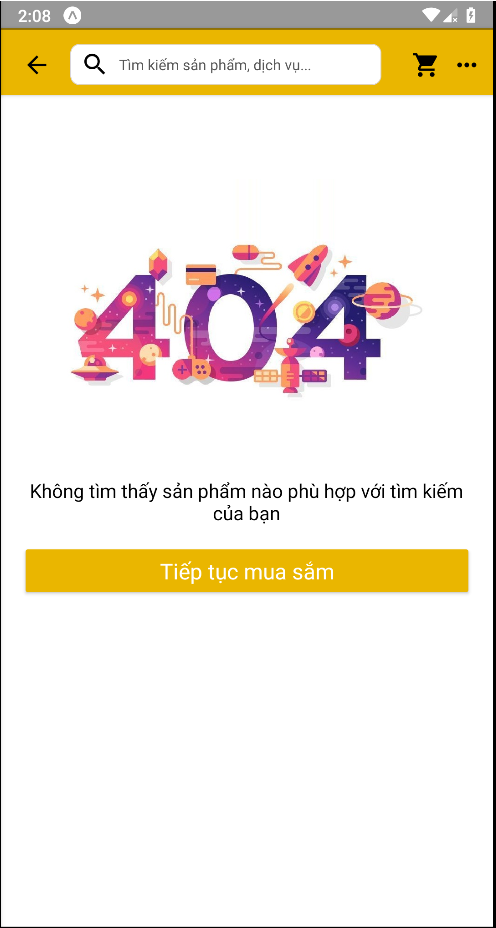 2:08
Tìm kiếm sản phẩm, dịch vụ...
404
Không tìm thấy sản phẩm nào phù hợp với tìm kiếm
của bạn
Tiếp tục mua sắm